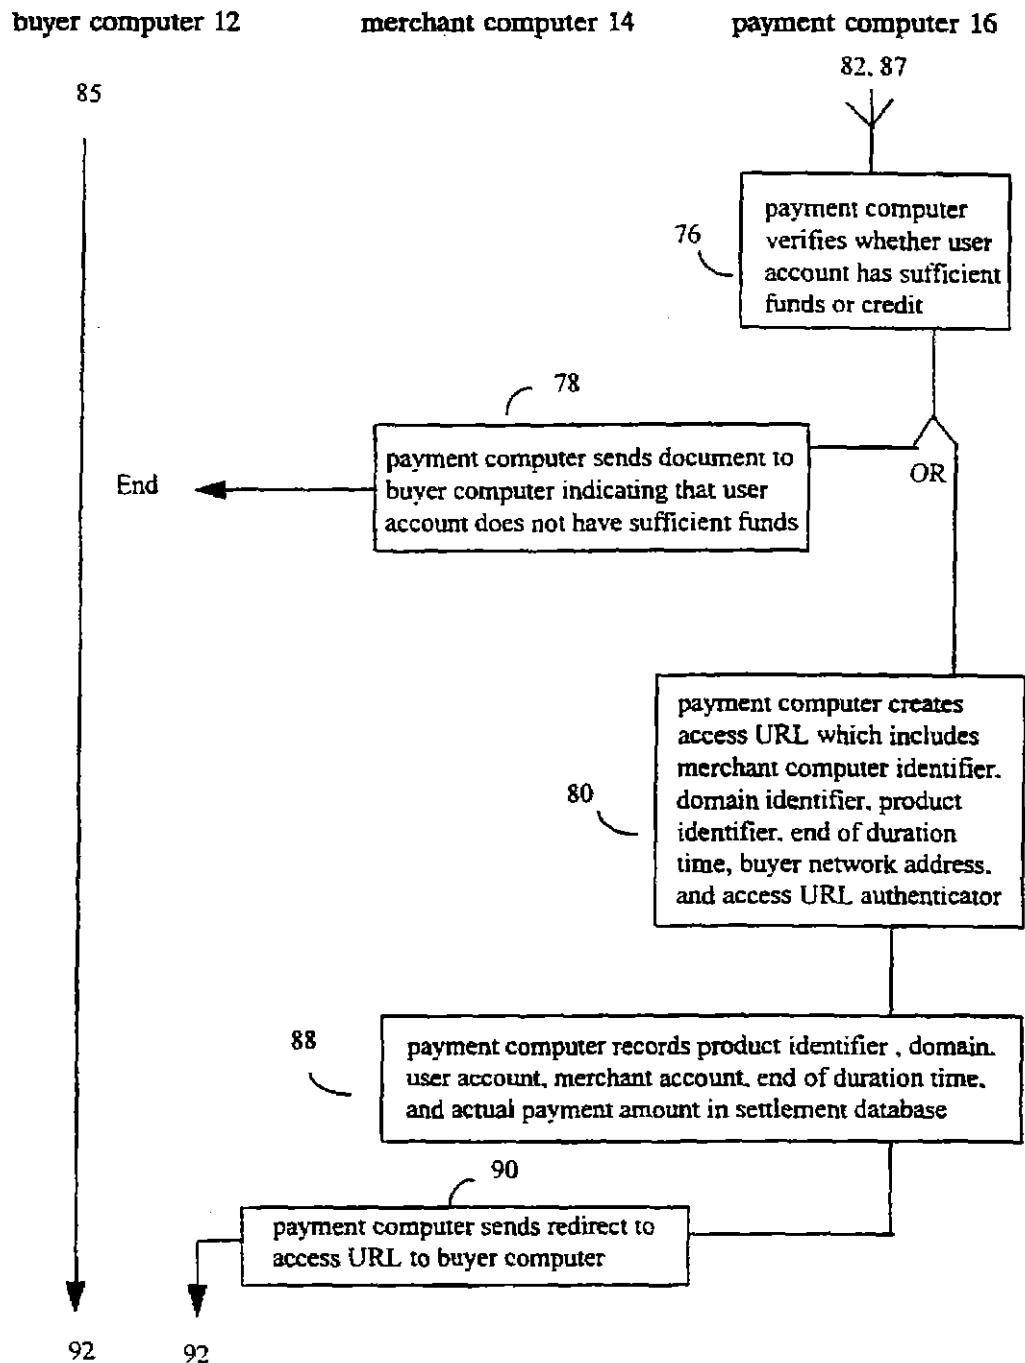 buyer computer 12
merchant computer 14
payment computer 16
82. 87
85
payment computer
verifies whether user
account has sufficient
funds or credit
76
78
payment computer sends document to
buyer computer indicating that user
account does not have sufficient funds
End
OR
payment computer creates
access URL which includes
merchant computer identifier.
domain identifier. product
identifier. end of duration
time, buyer network address.
and access URL authenticator
80
88
payment computer records product identifier , domain.
user account. merchant account. end of duration time.
and actual payment amount in settlement database
90
payment computer sends redirect to
access URL to buyer computer
92
92